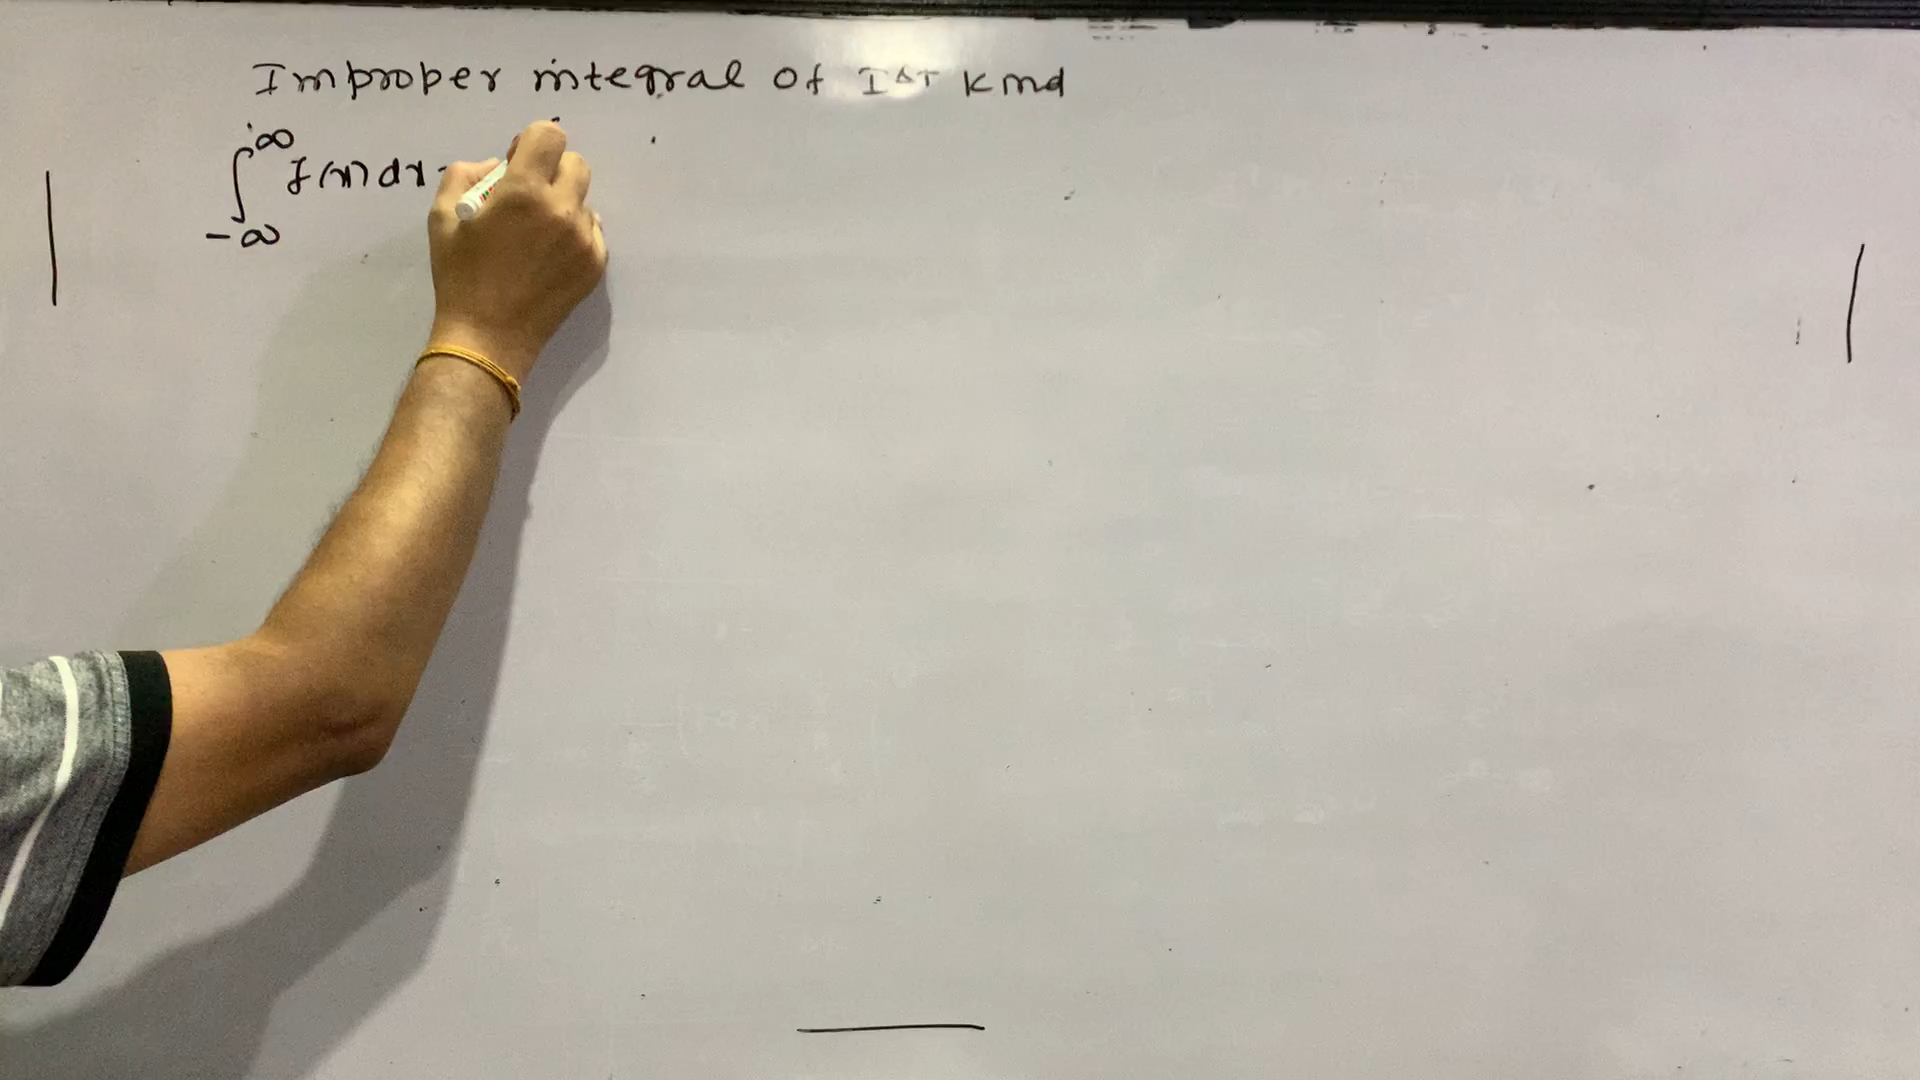 Improper integral of IST kind
∞
∫ f(x) dx
-∞